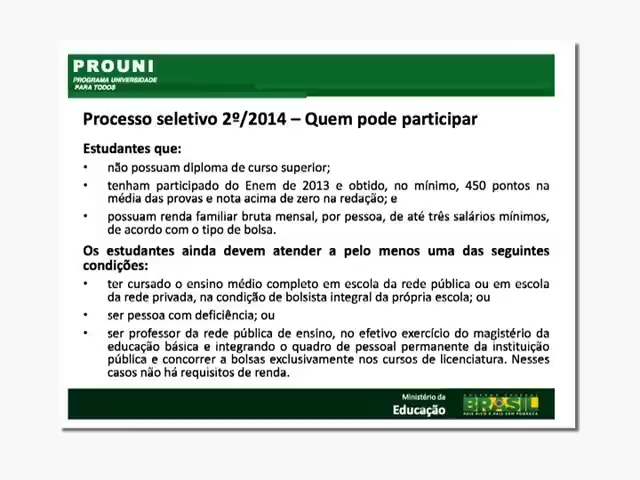 PROUNI
PROGRAMA UNIVERSIDADE
PARA TODOS
Processo seletivo 2º/2014 – Quem pode participar
Estudantes que:
• não possuam diploma de curso superior;
• tenham participado do Enem de 2013 e obtido, no mínimo, 450 pontos na
média das provas e nota acima de zero na redação; e
• possuam renda familiar bruta mensal, por pessoa, de até três salários mínimos,
de acordo com o tipo de bolsa.
Os estudantes ainda devem atender a pelo menos uma das seguintes
condições:
• ter cursado o ensino médio completo em escola da rede pública ou em escola
da rede privada, na condição de bolsista integral da própria escola; ou
• ser pessoa com deficiência; ou
• ser professor da rede pública de ensino, no efetivo exercício do magistério da
educação básica e integrando o quadro de pessoal permanente da instituição
pública e concorrer a bolsas exclusivamente nos cursos de licenciatura. Nesses
casos não há requisitos de renda.
Ministério da
Educação
GOVERNO FEDERAL
BRASIL
PAÍS RICO É PAÍS SEM POBREZA